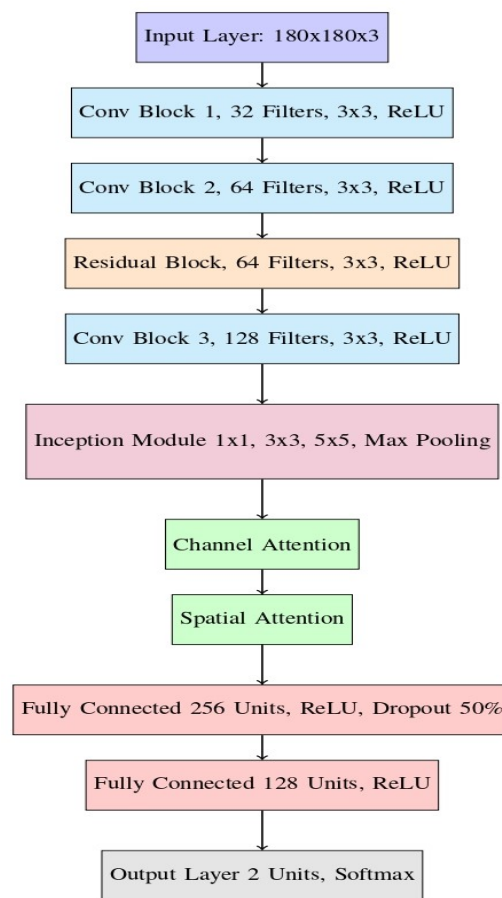 Input Layer: 180x180x3
Conv Block 1, 32 Filters, 3x3, ReLU
Conv Block 2, 64 Filters, 3x3, ReLU
Residual Block, 64 Filters, 3x3, ReLU
Conv Block 3, 128 Filters, 3x3, ReLU
Inception Module 1x1, 3x3, 5x5, Max Pooling
Channel Attention
Spatial Attention
Fully Connected 256 Units, ReLU, Dropout 50%
Fully Connected 128 Units, ReLU
Output Layer 2 Units, Softmax